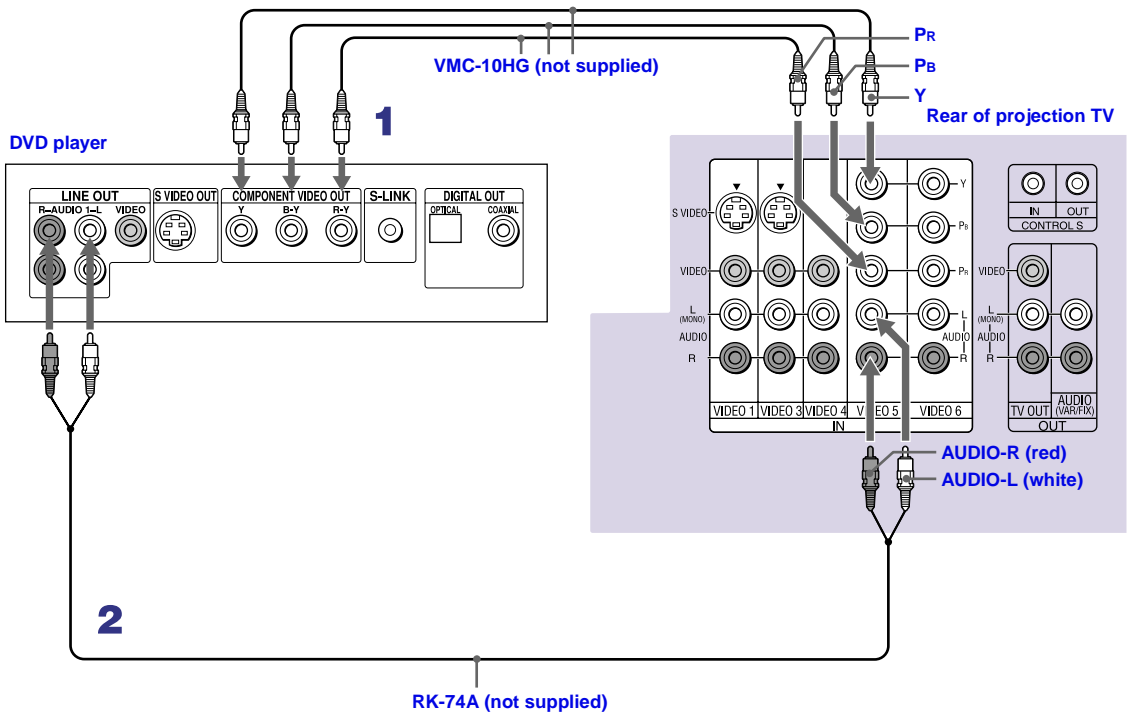 PR
PB
Y
VMC-10HG (not supplied)
1
Rear of projection TV
DVD player
LINE OUT
R–AUDIO 1–L VIDEO
S VIDEO OUT
COMPONENT VIDEO OUT
Y B-Y R-Y
S-LINK
DIGITAL OUT
OPTICAL COAXIAL
S VIDEO
VIDEO
L
(MONO)
AUDIO
R
Y
PB
PR
L
AUDIO
R
VIDEO 1 VIDEO 3 VIDEO 4 VIDEO 5 VIDEO 6
IN
IN OUT
CONTROL S
VIDEO
L
(MONO)
AUDIO
R
TV OUT
AUDIO
(VAR/FIX)
OUT
AUDIO-R (red)
AUDIO-L (white)
2
RK-74A (not supplied)